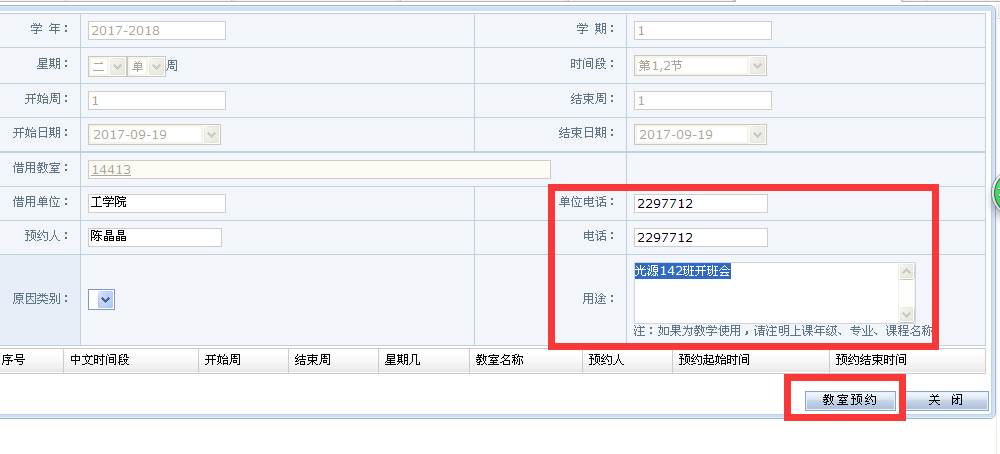 学 年： 2017-2018 学 期： 1
星期： 二 单 周 时间段： 第1,2节
开始周： 1 结束周： 1
开始日期： 2017-09-19 结束日期： 2017-09-19
借用教室： 14413
借用单位： 工学院 单位电话： 2297712
预约人： 陈晶晶 电话： 2297712
原因类别： 用途： 光源142班开班会
注：如果为教学使用，请注明上课年级、专业、课程名称
序号 中文时间段 开始周 结束周 星期几 教室名称 预约人 预约起始时间 预约结束时间
教室预约 关 闭